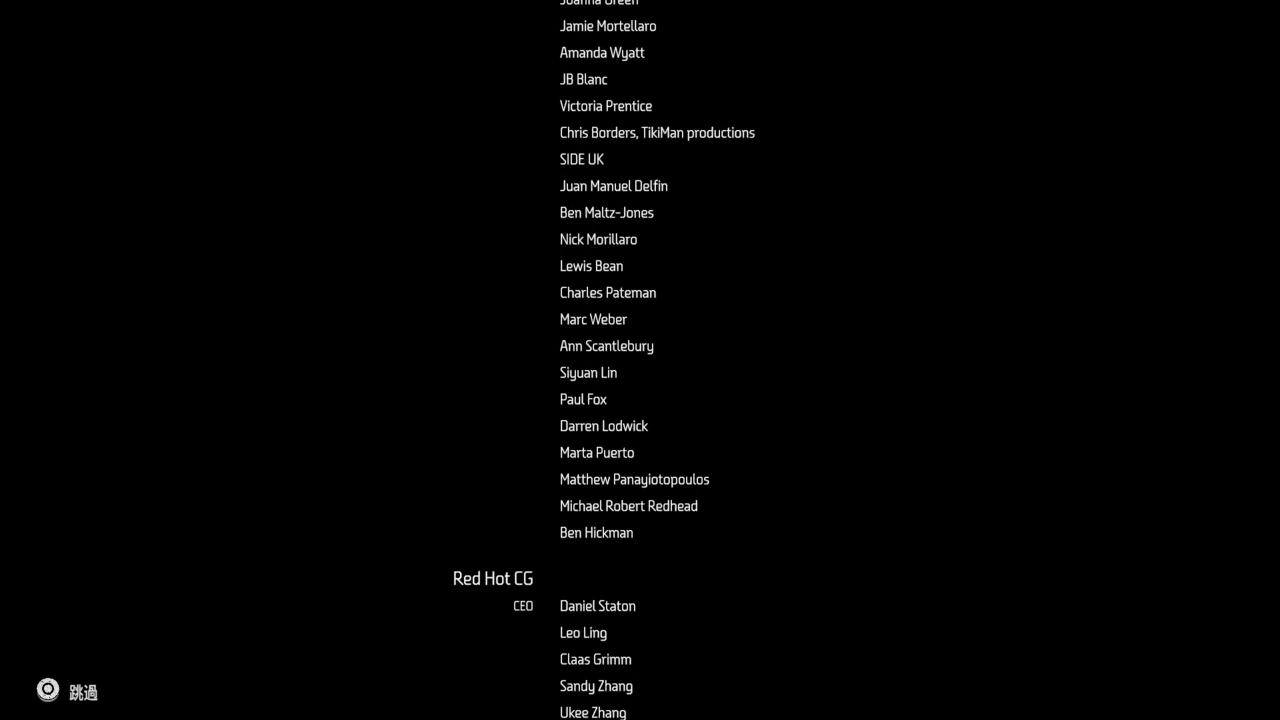 Joanna Green
Jamie Mortellaro
Amanda Wyatt
JB Blanc
Victoria Prentice
Chris Borders, TikiMan productions
SIDE UK
Juan Manuel Delfin
Ben Maltz-Jones
Nick Morillaro
Lewis Bean
Charles Pateman
Marc Weber
Ann Scantlebury
Siyuan Lin
Paul Fox
Darren Lodwick
Marta Puerto
Matthew Panayiotopoulos
Michael Robert Redhead
Ben Hickman
Red Hot CG
CEO Daniel Staton
Leo Ling
Claas Grimm
Sandy Zhang
Ukee Zhang
跳過